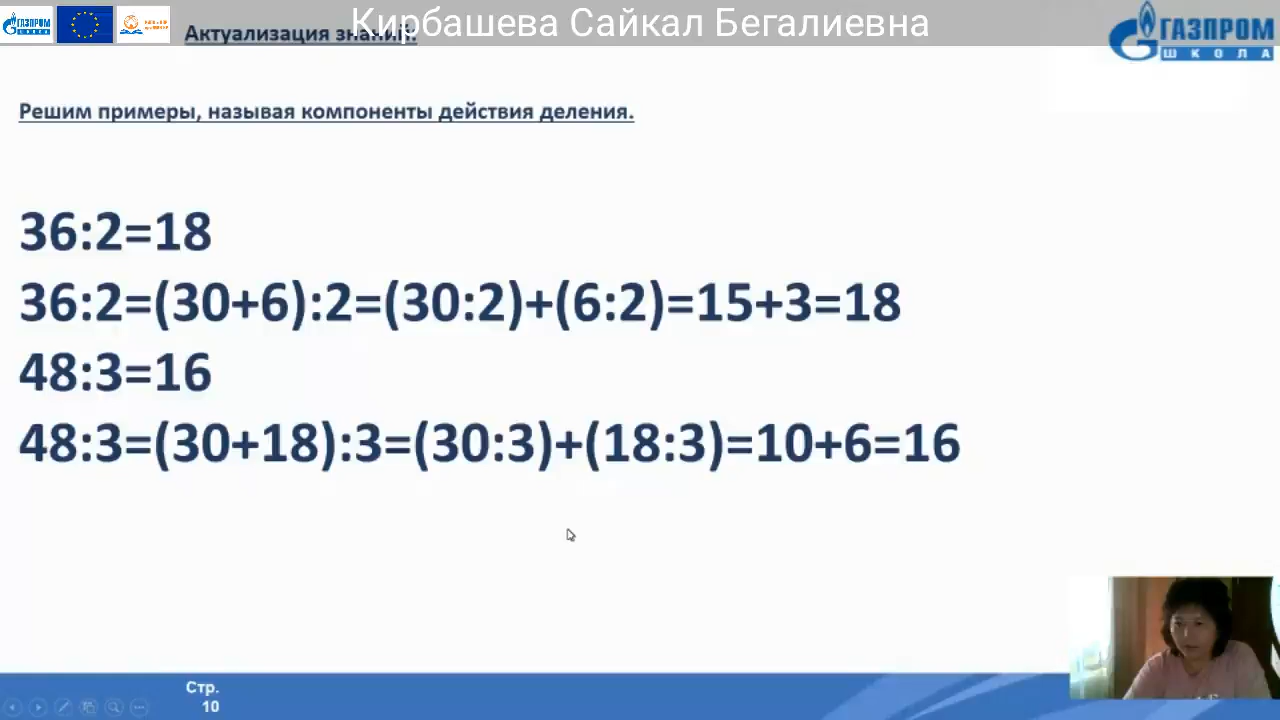 Кирбашева Сайкал Бегалиевна
Актуализация знаний:
ГАЗПРОМ
ШКОЛА
Решим примеры, называя компоненты действия деления.
36:2=18
36:2=(30+6):2=(30:2)+(6:2)=15+3=18
48:3=16
48:3=(30+18):3=(30:3)+(18:3)=10+6=16
Стр.
10